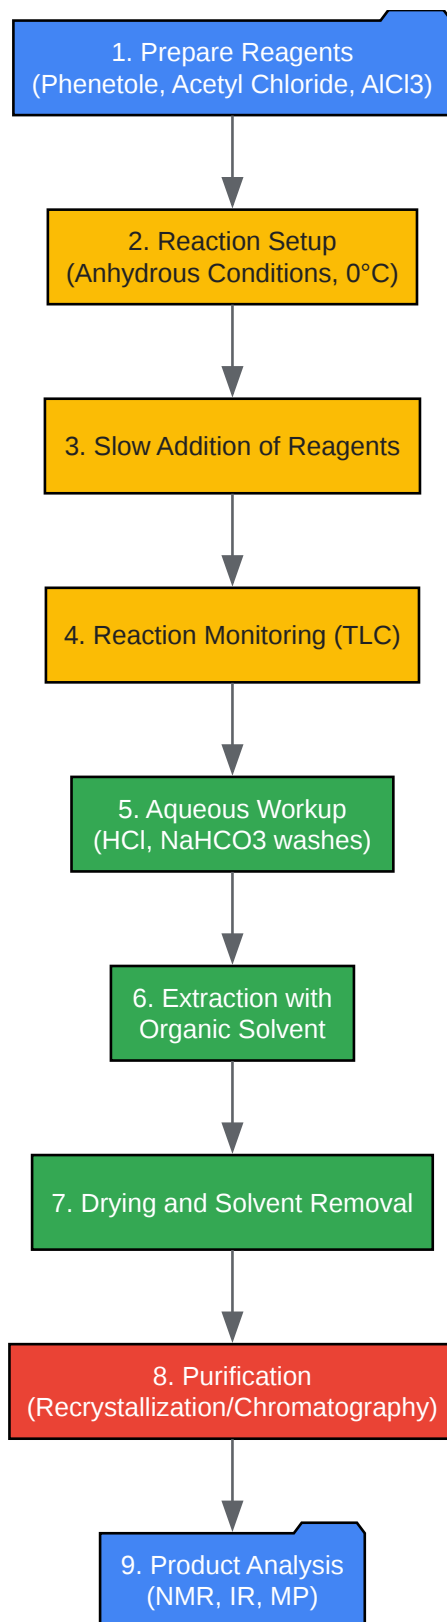 1. Prepare Reagents
(Phenetole, Acetyl Chloride, AlCl3)
2. Reaction Setup
(Anhydrous Conditions, 0°C)
3. Slow Addition of Reagents
4. Reaction Monitoring (TLC)
5. Aqueous Workup
(HCl, NaHCO3 washes)
6. Extraction with
Organic Solvent
7. Drying and Solvent Removal
8. Purification
(Recrystallization/Chromatography)
9. Product Analysis
(NMR, IR, MP)